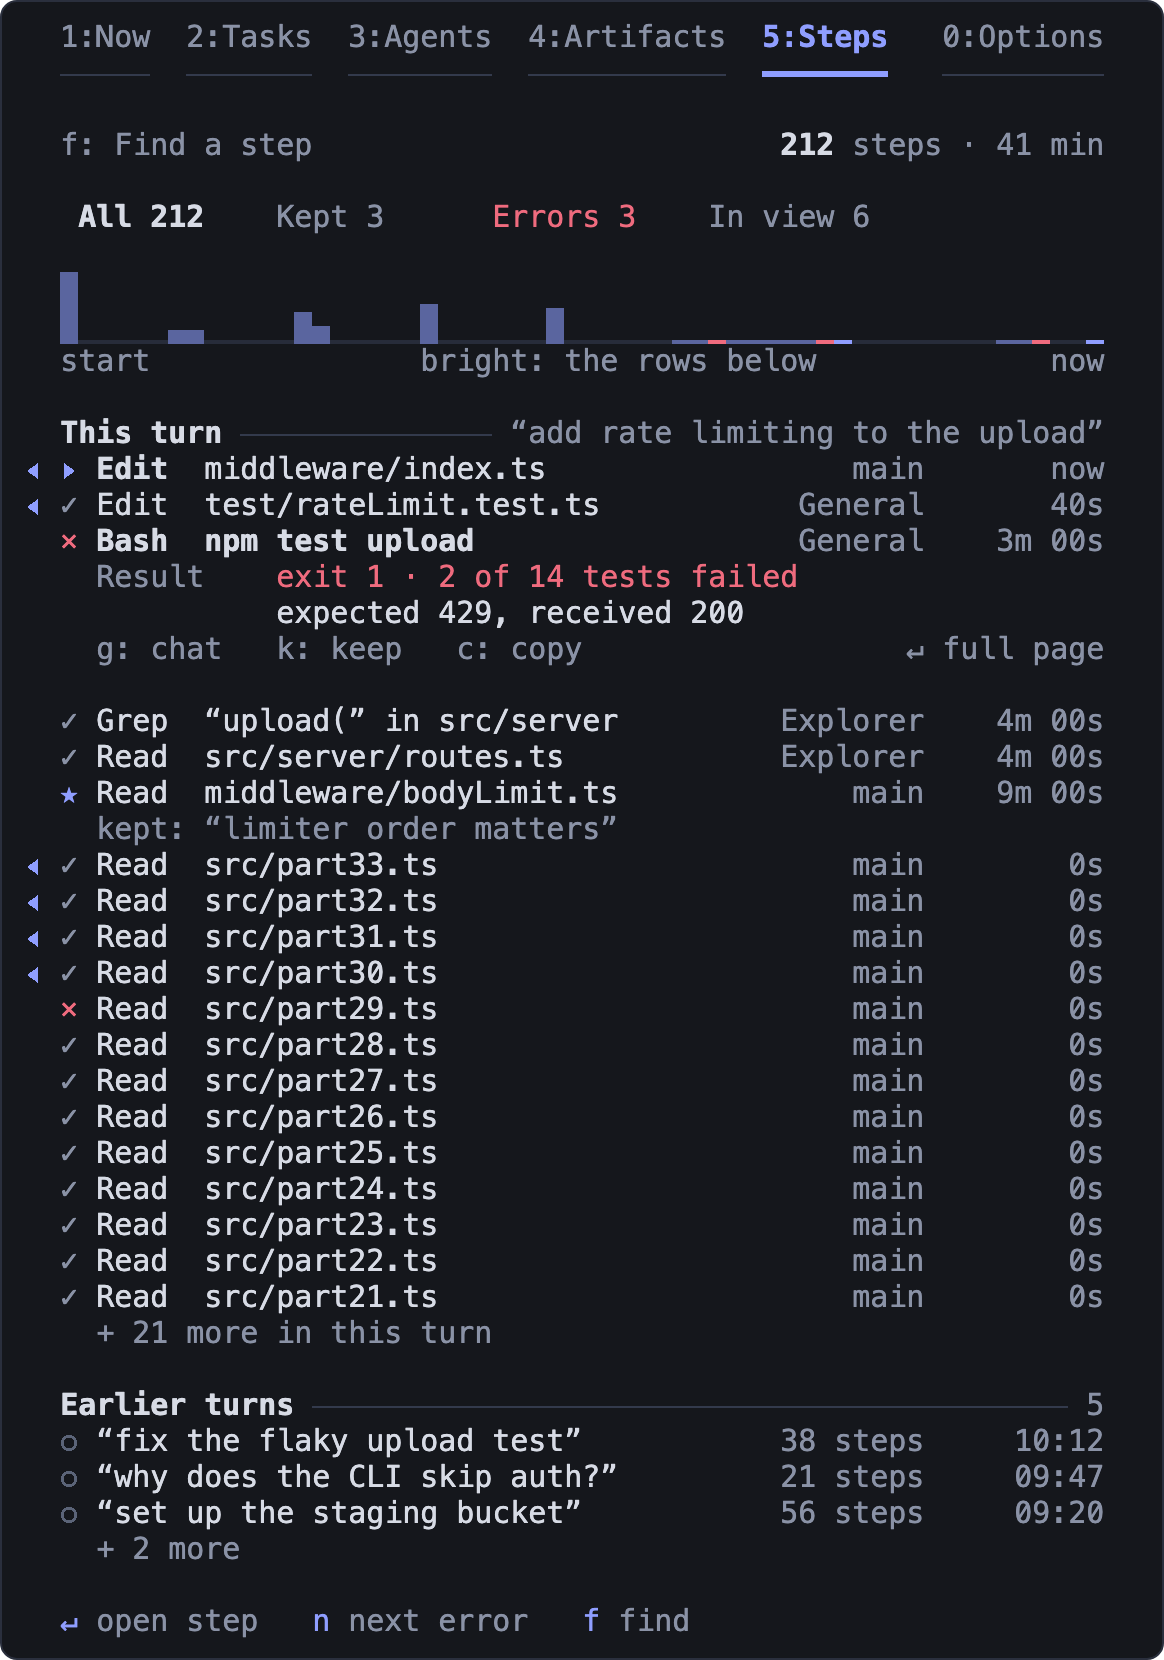 1:Now 2:Tasks 3:Agents 4:Artifacts 5:Steps 0:Options
f: Find a step 212 steps · 41 min
All 212 Kept 3 Errors 3 In view 6
start bright: the rows below now
This turn “add rate limiting to the upload”
Edit middleware/index.ts main now
✓ Edit test/rateLimit.test.ts General 40s
× Bash npm test upload General 3m 00s
Result exit 1 · 2 of 14 tests failed
expected 429, received 200
g: chat k: keep c: copy ↵ full page
✓ Grep “upload(” in src/server Explorer 4m 00s
✓ Read src/server/routes.ts Explorer 4m 00s
★ Read middleware/bodyLimit.ts main 9m 00s
kept: “limiter order matters”
✓ Read src/part33.ts main 0s
✓ Read src/part32.ts main 0s
✓ Read src/part31.ts main 0s
✓ Read src/part30.ts main 0s
× Read src/part29.ts main 0s
✓ Read src/part28.ts main 0s
✓ Read src/part27.ts main 0s
✓ Read src/part26.ts main 0s
✓ Read src/part25.ts main 0s
✓ Read src/part24.ts main 0s
✓ Read src/part23.ts main 0s
✓ Read src/part22.ts main 0s
✓ Read src/part21.ts main 0s
+ 21 more in this turn
Earlier turns 5
○ “fix the flaky upload test” 38 steps 10:12
○ “why does the CLI skip auth?” 21 steps 09:47
○ “set up the staging bucket” 56 steps 09:20
+ 2 more
↵ open step n next error f find